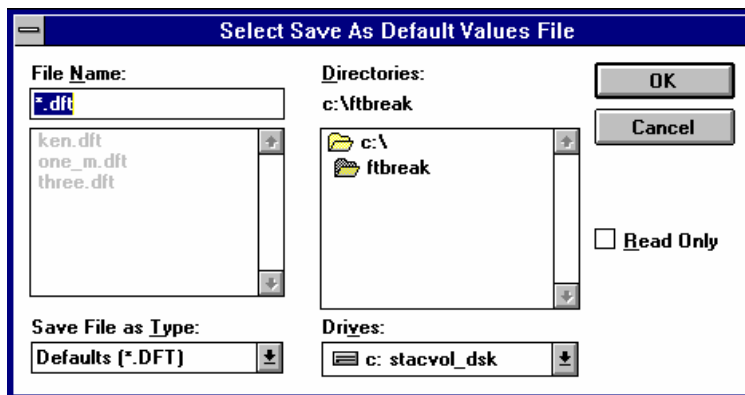 Select Save As Default Values File
File Name:
*.dft
ken.dft
one_m.dft
three.dft
Save File as Type:
Defaults (*.DFT)
Directories:
c:\ftbreak
c:\
ftbreak
Drives:
c: stacvol_dsk
OK
Cancel
Read Only